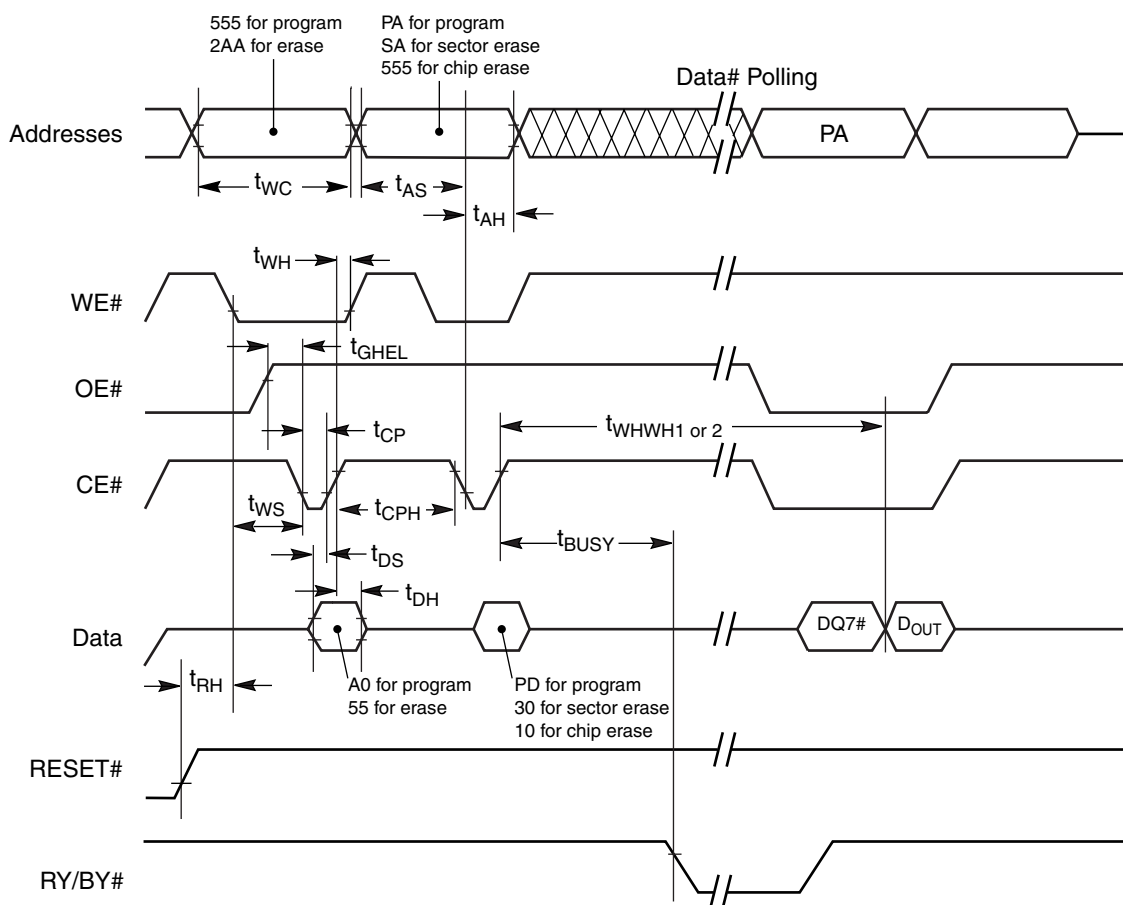 555 for program
2AA for erase
PA for program
SA for sector erase
555 for chip erase
Data# Polling
Addresses
PA
tWC
tAS
tAH
tWH
WE#
tGHEL
OE#
tWHWH1 or 2
tCP
CE#
tWS
tCPH
tBUSY
tDS
tDH
Data
DQ7#
DOUT
tRH
A0 for program
55 for erase
PD for program
30 for sector erase
10 for chip erase
RESET#
RY/BY#